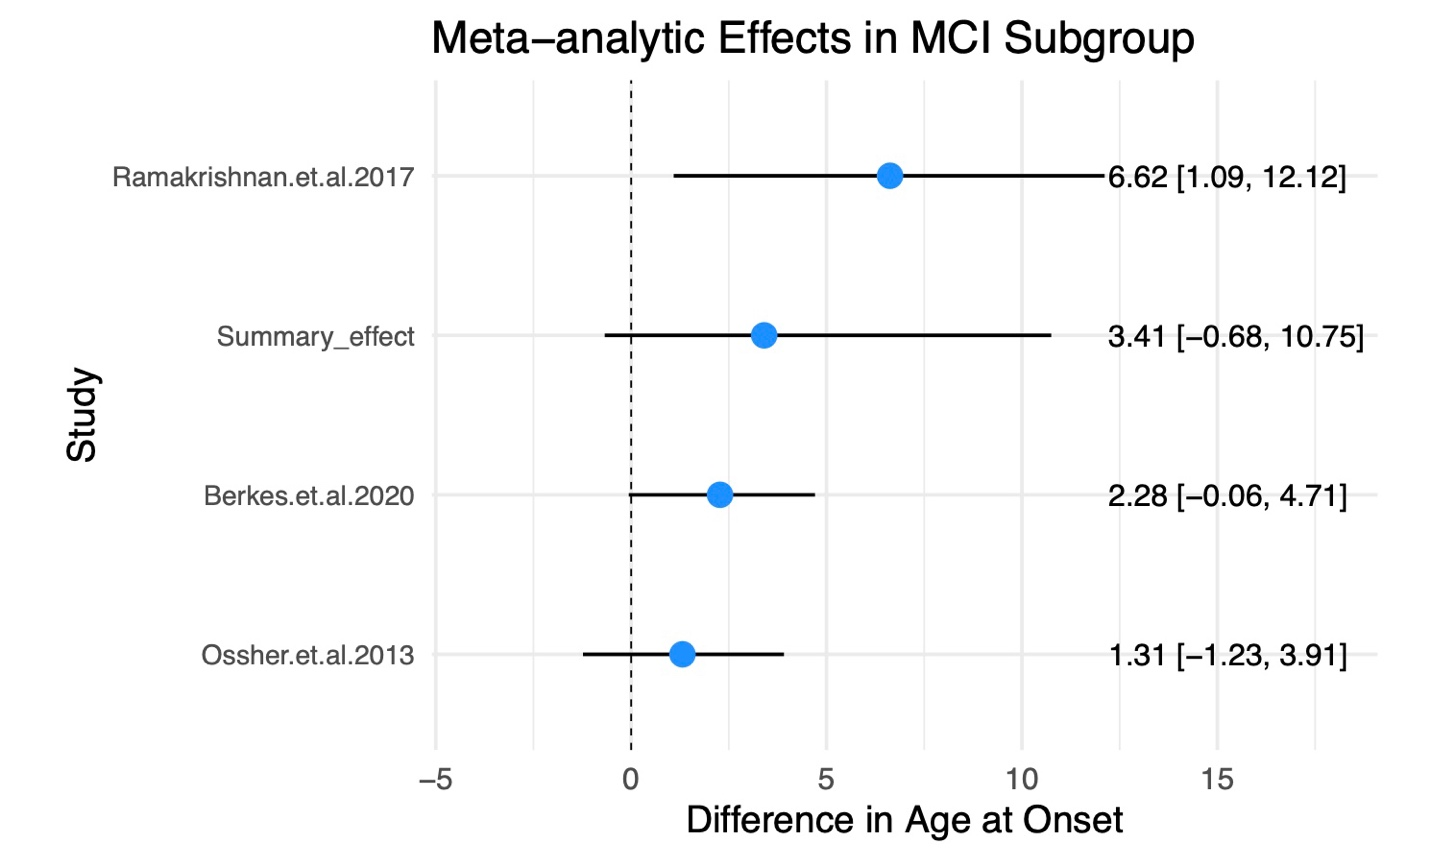 Meta−analytic Effects in MCI Subgroup
Study
Ramakrishnan.et.al.2017 6.62 [1.09, 12.12]
Summary_effect 3.41 [−0.68, 10.75]
Berkes.et.al.2020 2.28 [−0.06, 4.71]
Ossher.et.al.2013 1.31 [−1.23, 3.91]
−5 0 5 10 15
Difference in Age at Onset